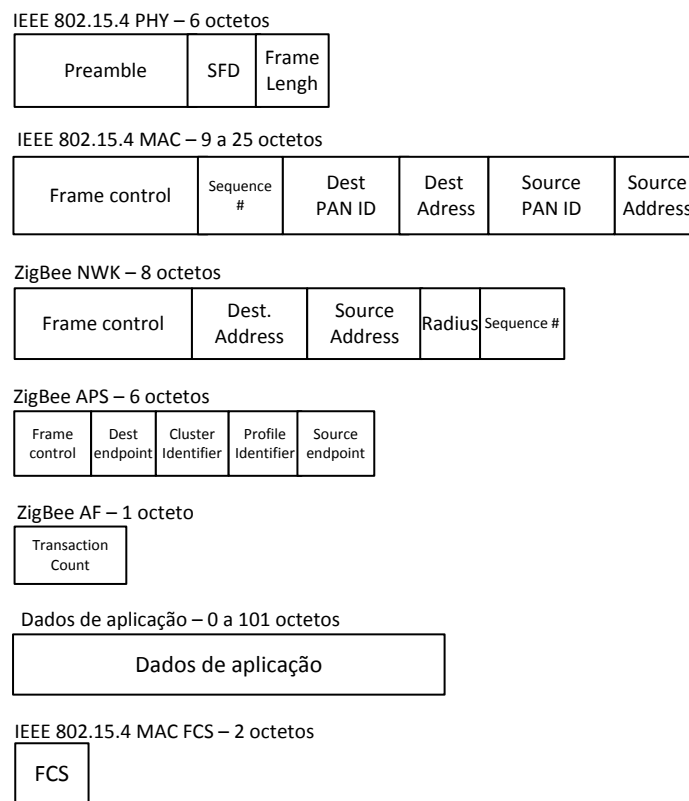 IEEE 802.15.4 PHY – 6 octetos
Preamble
SFD
Frame
Lengh
IEEE 802.15.4 MAC – 9 a 25 octetos
Frame control
Sequence
#
Dest
PAN ID
Dest
Adress
Source
PAN ID
Source
Address
ZigBee NWK – 8 octetos
Frame control
Dest.
Address
Source
Address
Radius
Sequence #
ZigBee APS – 6 octetos
Frame
control
Dest
endpoint
Cluster
Identifier
Profile
Identifier
Source
endpoint
ZigBee AF – 1 octeto
Transaction
Count
Dados de aplicação – 0 a 101 octetos
Dados de aplicação
IEEE 802.15.4 MAC FCS – 2 octetos
FCS